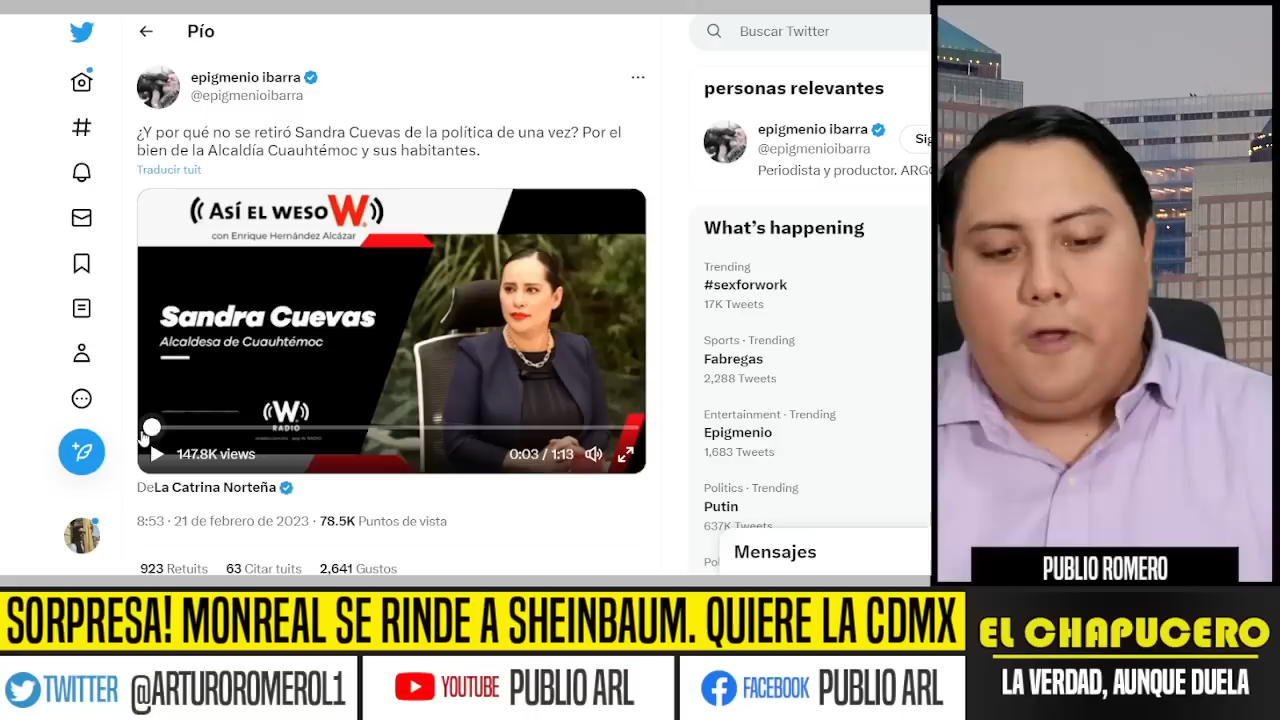 Pío
Buscar Twitter
epigmenio ibarra
@epigmenioibarra
¿Y por qué no se retiró Sandra Cuevas de la política de una vez? Por el
bien de la Alcaldía Cuauhtémoc y sus habitantes.
Traducir tuit
ASÍ EL WESO W.
con Enrique Hernández Alcázar
Sandra Cuevas
Alcaldesa de Cuauhtémoc
W
RADIO
147.8K views
0:03 / 1:13
DeLa Catrina Norteña
8:53 · 21 de febrero de 2023 · 78.5K Puntos de vista
923 Retuits 63 Citar tuits 2,641 Gustos
personas relevantes
epigmenio ibarra
@epigmenioibarra
Sig
Periodista y productor. ARG
What's happening
Trending
#sexforwork
17K Tweets
Sports · Trending
Fabregas
2,288 Tweets
Entertainment · Trending
Epigmenio
1,683 Tweets
Politics · Trending
Putin
637K Tweets
Pol
Mensajes
PUBLIO ROMERO
SORPRESA! MONREAL SE RINDE A SHEINBAUM. QUIERE LA CDMX
EL CHAPUCERO
LA VERDAD, AUNQUE DUELA
TWITTER @ARTUROROMEROL1
YOUTUBE PUBLIO ARL
FACEBOOK PUBLIO ARL